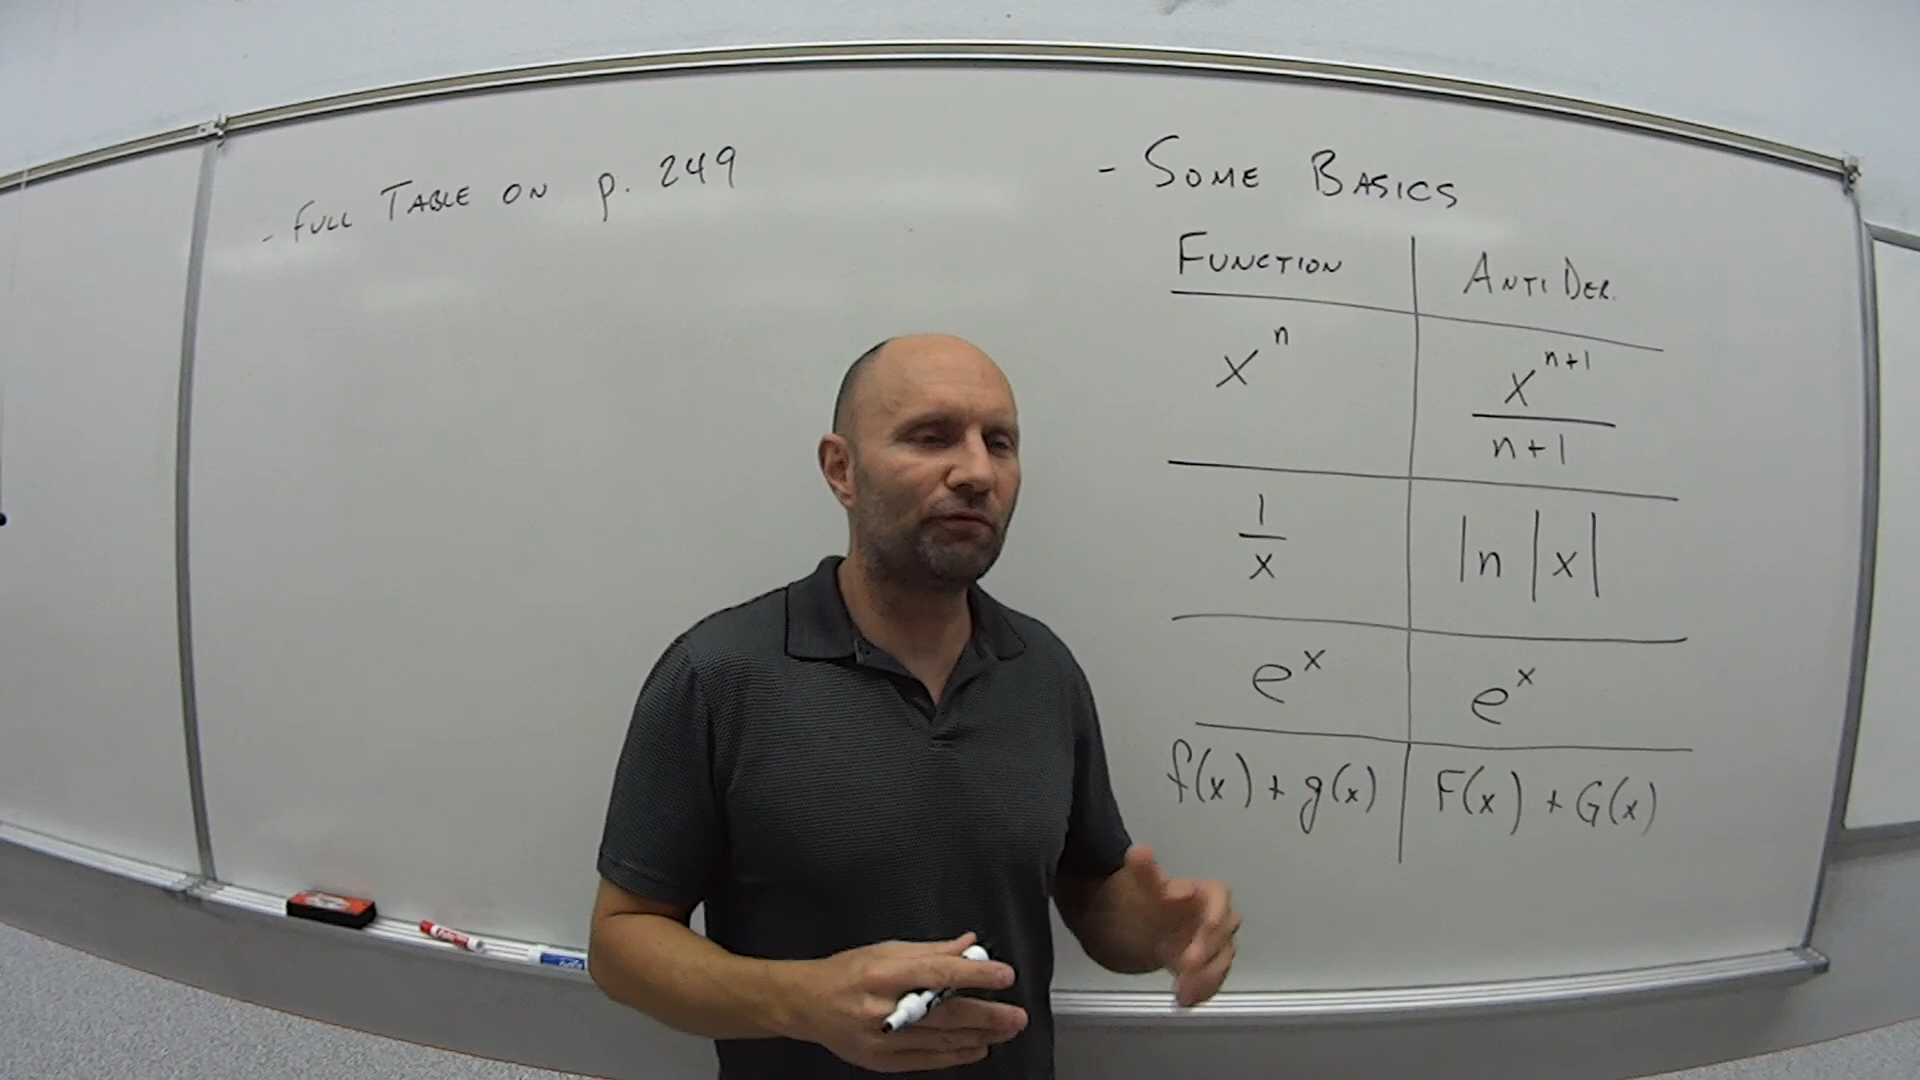 - FULL TABLE ON p. 249
- SOME BASICS
FUNCTION | ANTI DER.
x^n | x^(n+1) / (n+1)
1/x | ln |x|
e^x | e^x
f(x) + g(x) | F(x) + G(x)